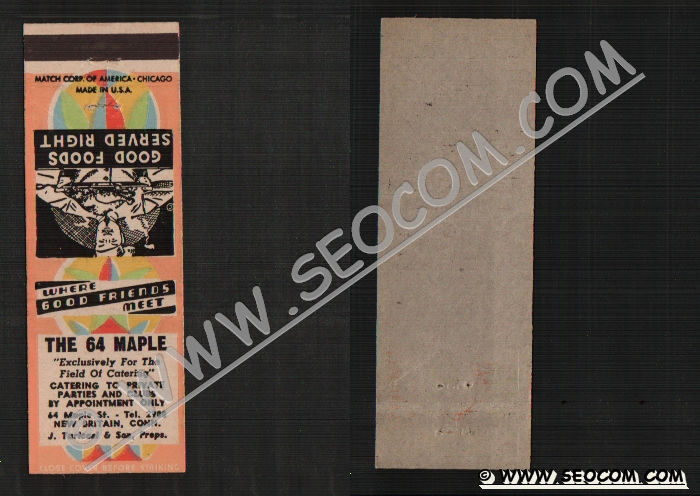 MATCH CORP. OF AMERICA • CHICAGO
MADE IN U.S.A.
GOOD FOODS
SERVED RIGHT
WHERE
GOOD FRIENDS
MEET
THE 64 MAPLE
"Exclusively For The
Field Of Catering"
CATERING TO PRIVATE
PARTIES AND CLUBS
BY APPOINTMENT ONLY
64 Maple St. - Tel.
NEW BRITAIN, CONN.
J. & Son, Props.
CLOSE COVER BEFORE STRIKING
© WWW.SEOCOM.COM
© WWW.SEOCOM.COM